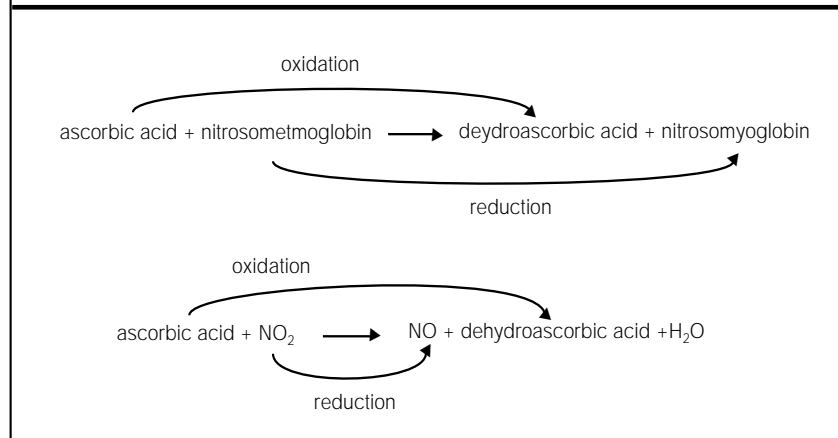 oxidation
ascorbic acid + nitrosometmoglobin → deydroascorbic acid + nitrosomyoglobin
reduction
oxidation
ascorbic acid + NO₂ → NO + dehydroascorbic acid +H₂O
reduction